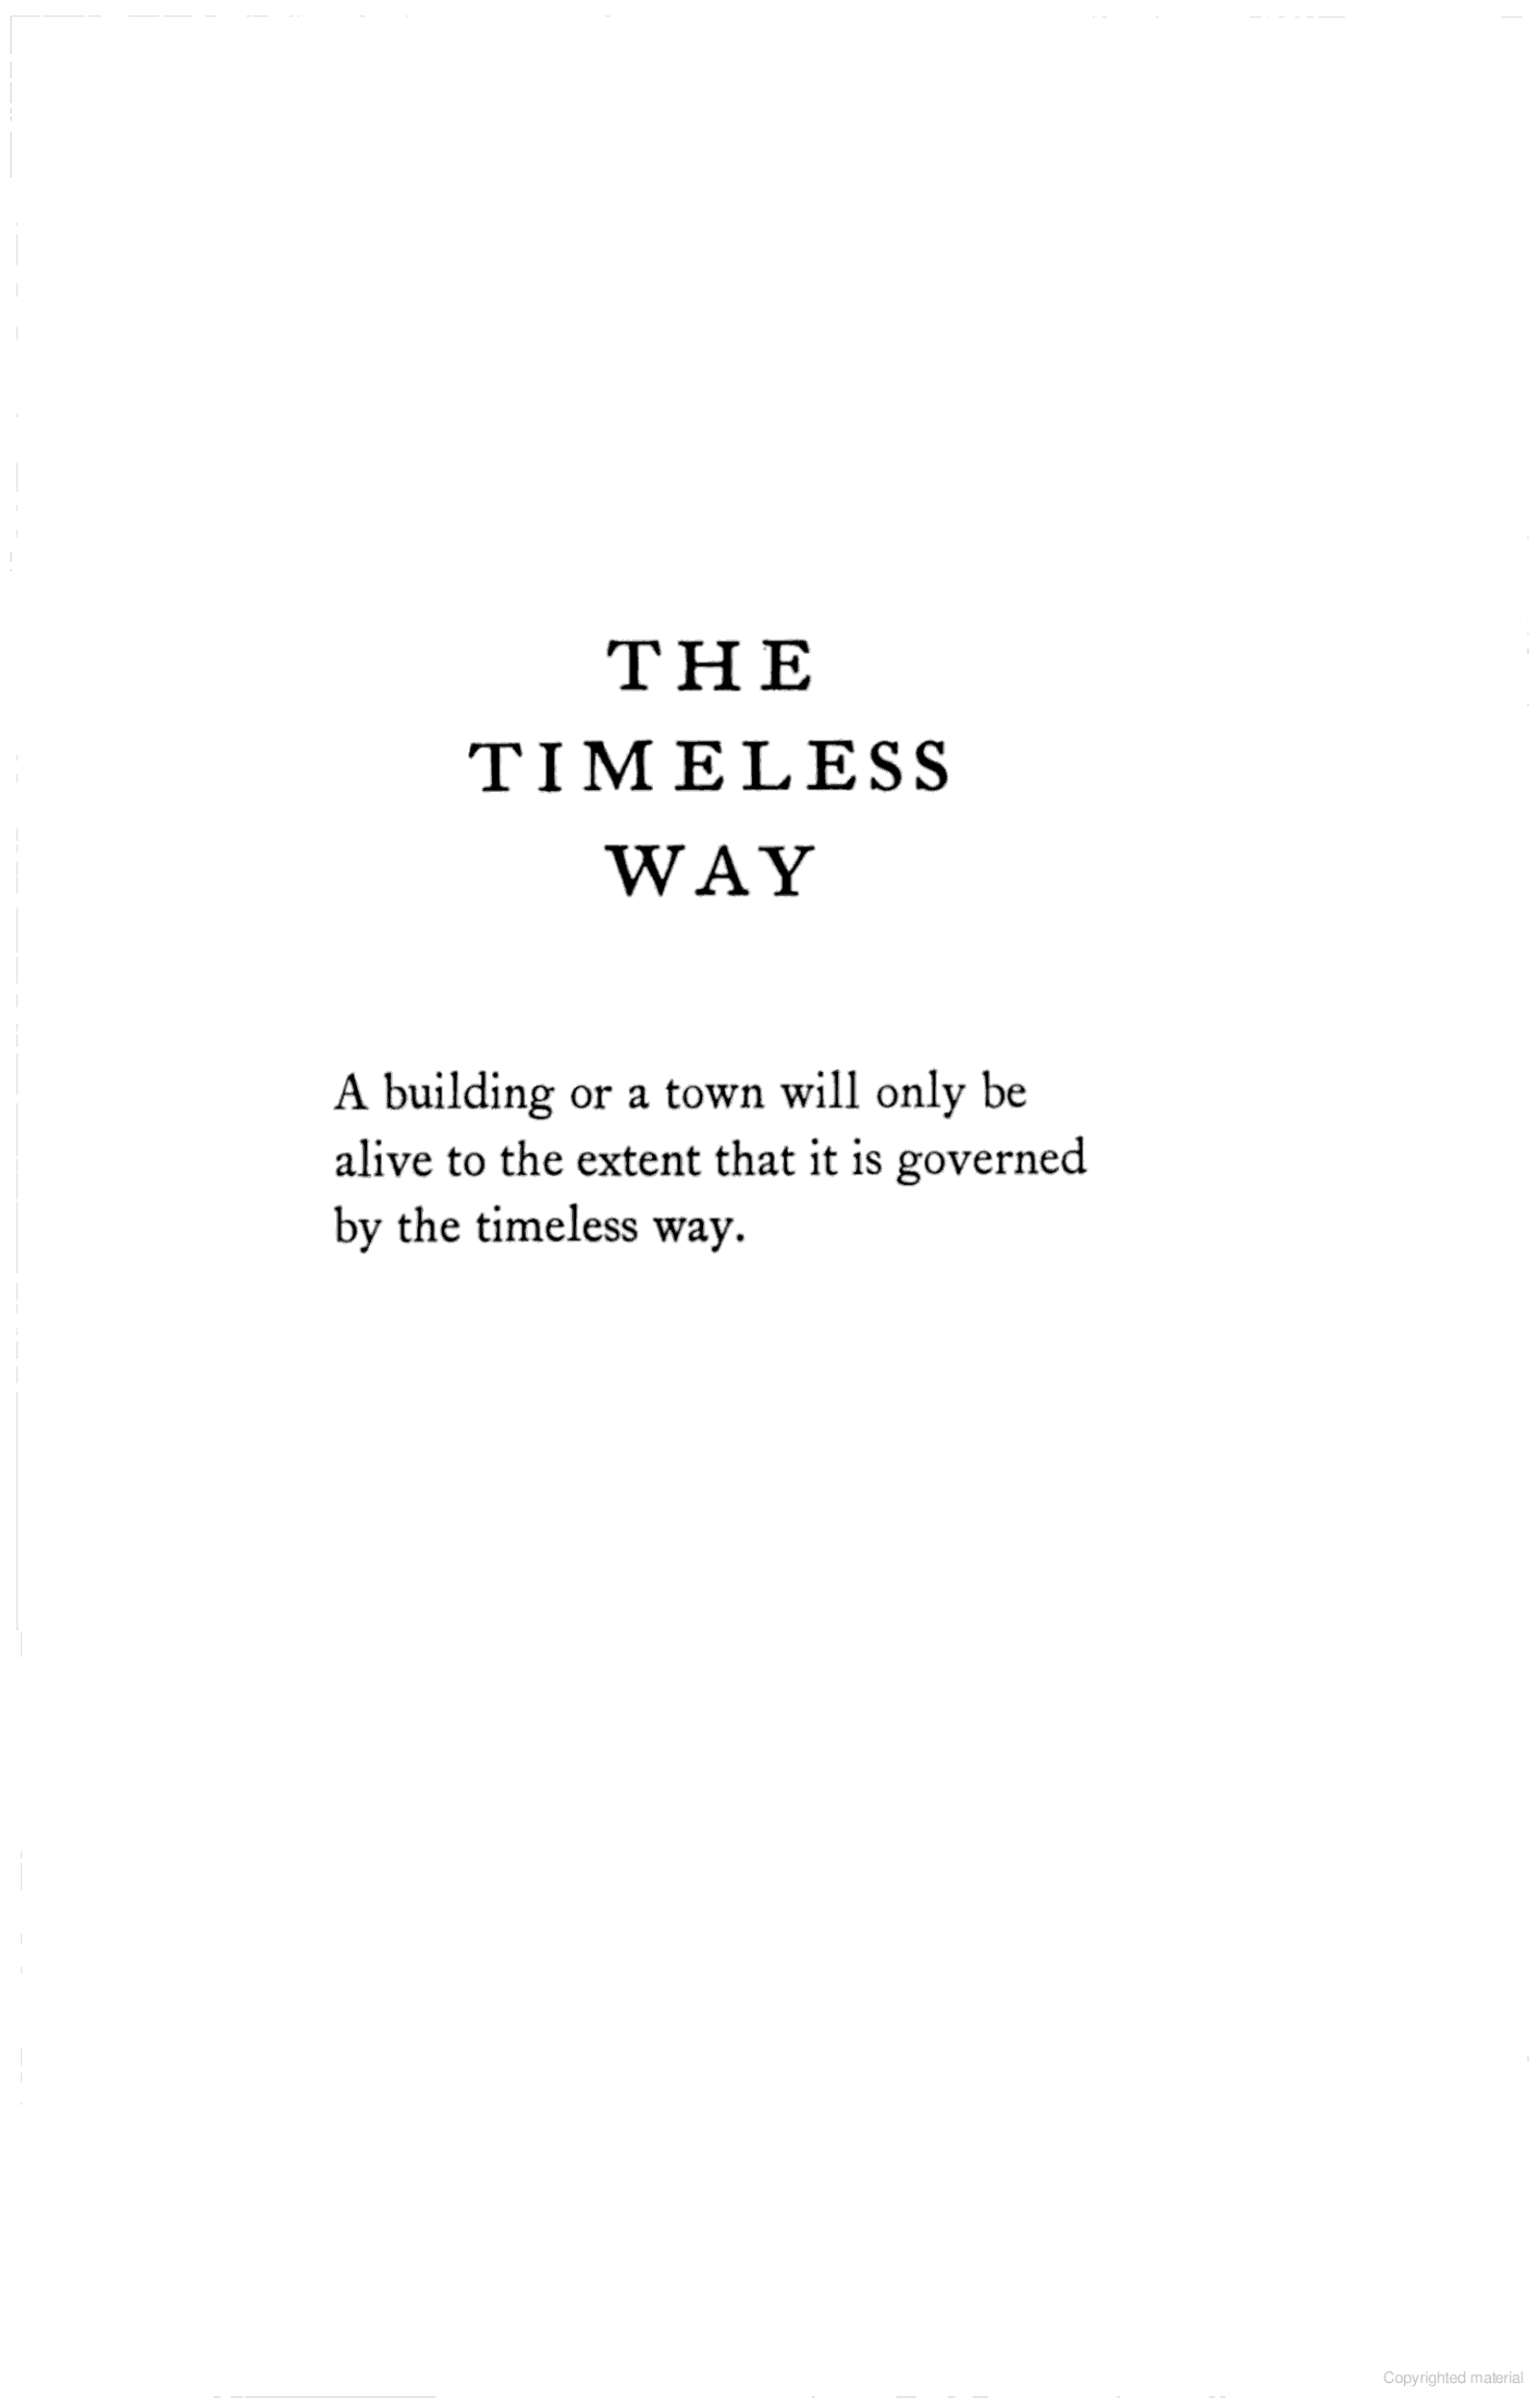 THE
TIMELESS
WAY
A building or a town will only be
alive to the extent that it is governed
by the timeless way.
Copyrighted material